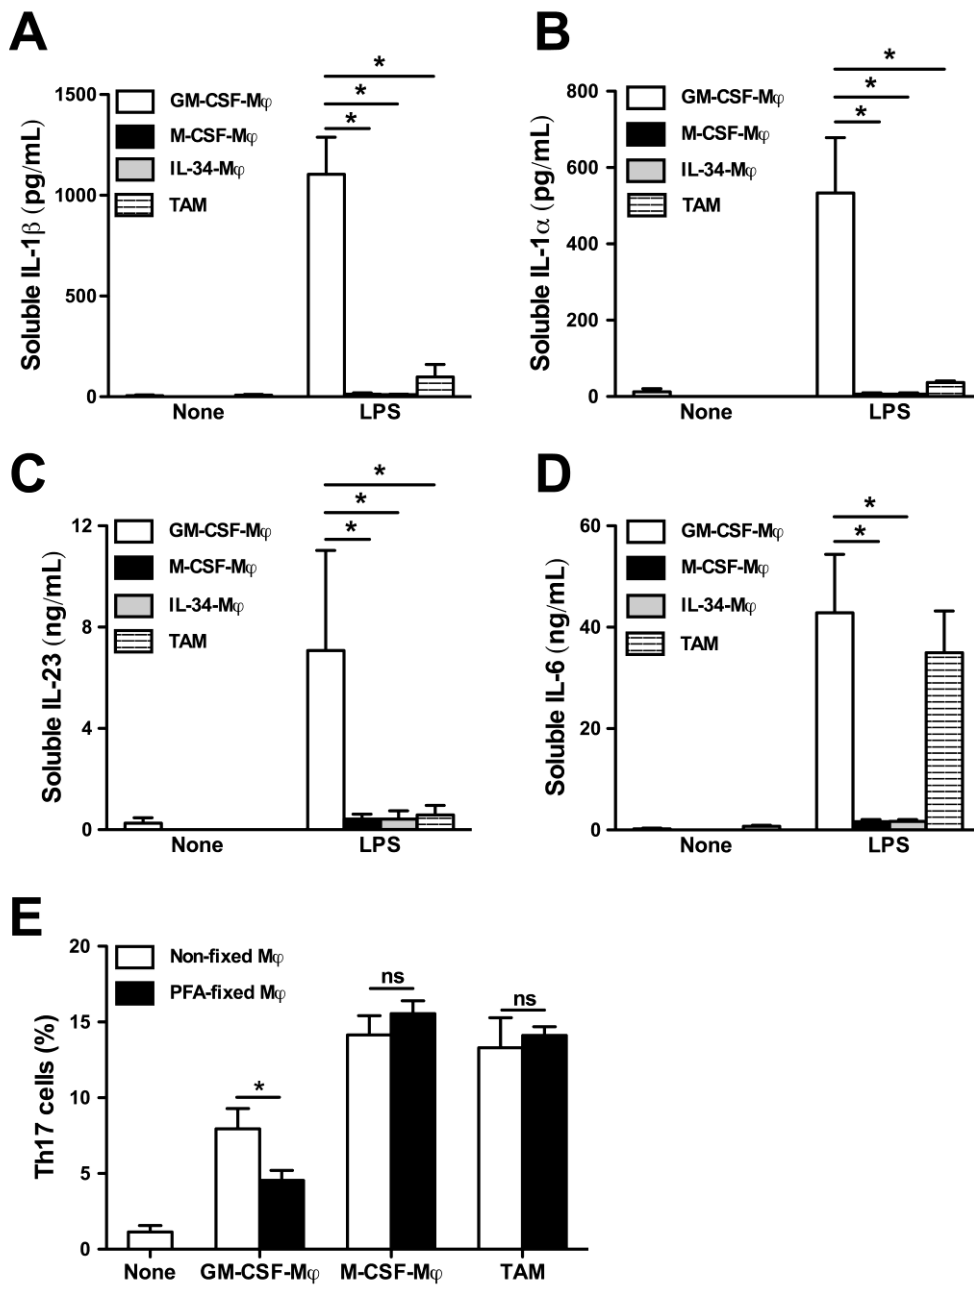 A
Soluble IL-1β (pg/mL)
1500
1000
500
0
GM-CSF-Mφ
M-CSF-Mφ
IL-34-Mφ
TAM
*
*
*
None
LPS
B
Soluble IL-1α (pg/mL)
800
600
400
200
0
GM-CSF-Mφ
M-CSF-Mφ
IL-34-Mφ
TAM
*
*
*
None
LPS
C
Soluble IL-23 (ng/mL)
12
8
4
0
GM-CSF-Mφ
M-CSF-Mφ
IL-34-Mφ
TAM
*
*
*
None
LPS
D
Soluble IL-6 (ng/mL)
60
40
20
0
GM-CSF-Mφ
M-CSF-Mφ
IL-34-Mφ
TAM
*
*
None
LPS
E
Th17 cells (%)
20
15
10
5
0
Non-fixed Mφ
PFA-fixed Mφ
*
ns
ns
None
GM-CSF-Mφ
M-CSF-Mφ
TAM